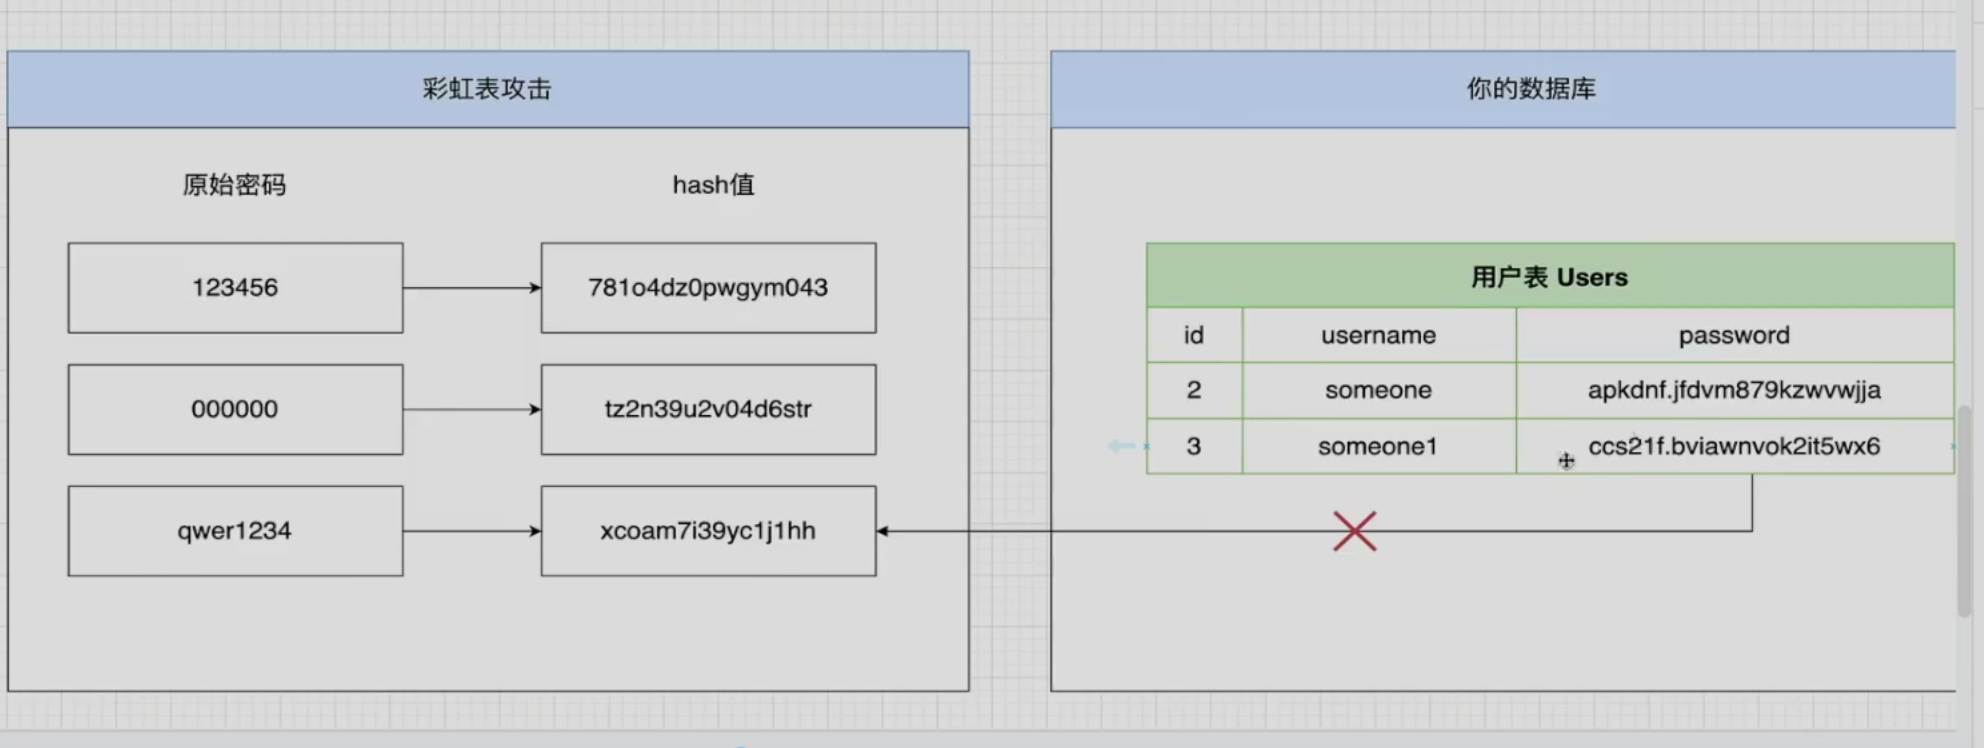 彩虹表攻击
原始密码
hash值
123456
781o4dz0pwgym043
000000
tz2n39u2v04d6str
qwer1234
xcoam7i39yc1j1hh
你的数据库
用户表 Users
id username password
2 someone apkdnf.jfdvm879kzwvwjja
3 someone1 ccs21f.bviawnvok2it5wx6